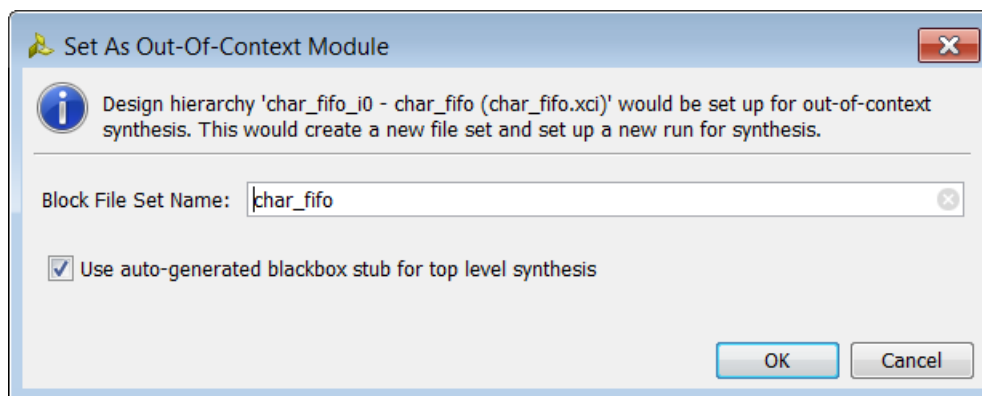 Set As Out-Of-Context Module
Design hierarchy 'char_fifo_i0 - char_fifo (char_fifo.xci)' would be set up for out-of-context
synthesis. This would create a new file set and set up a new run for synthesis.
Block File Set Name: char_fifo
Use auto-generated blackbox stub for top level synthesis
OK Cancel